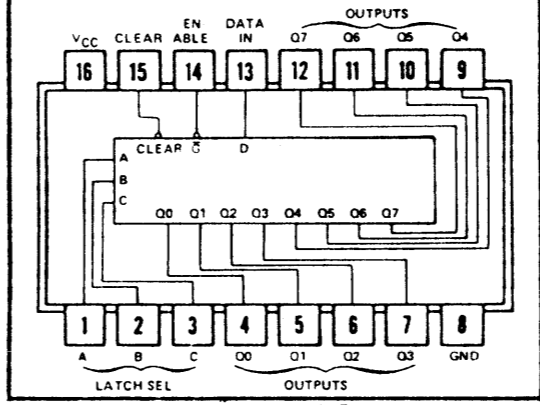 OUTPUTS
VCC CLEAR EN ABLE DATA IN Q7 Q6 Q5 Q4
16 15 14 13 12 11 10 9
CLEAR G D
A
B
C
Q0 Q1 Q2 Q3 Q4 Q5 Q6 Q7
1 2 3 4 5 6 7 8
A B C Q0 Q1 Q2 Q3 GND
LATCH SEL OUTPUTS